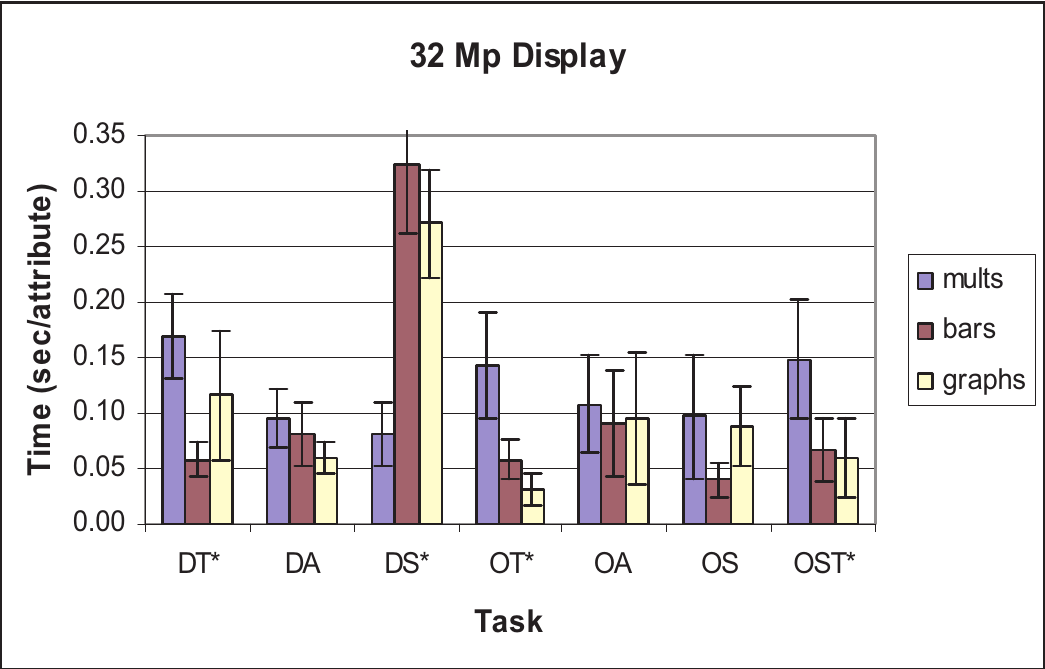 32 Mp Display
0.35
0.30
0.25
0.20
0.15
0.10
0.05
0.00
Time (sec/attribute)
DT* DA DS* OT* OA OS OST*
Task
mults
bars
graphs